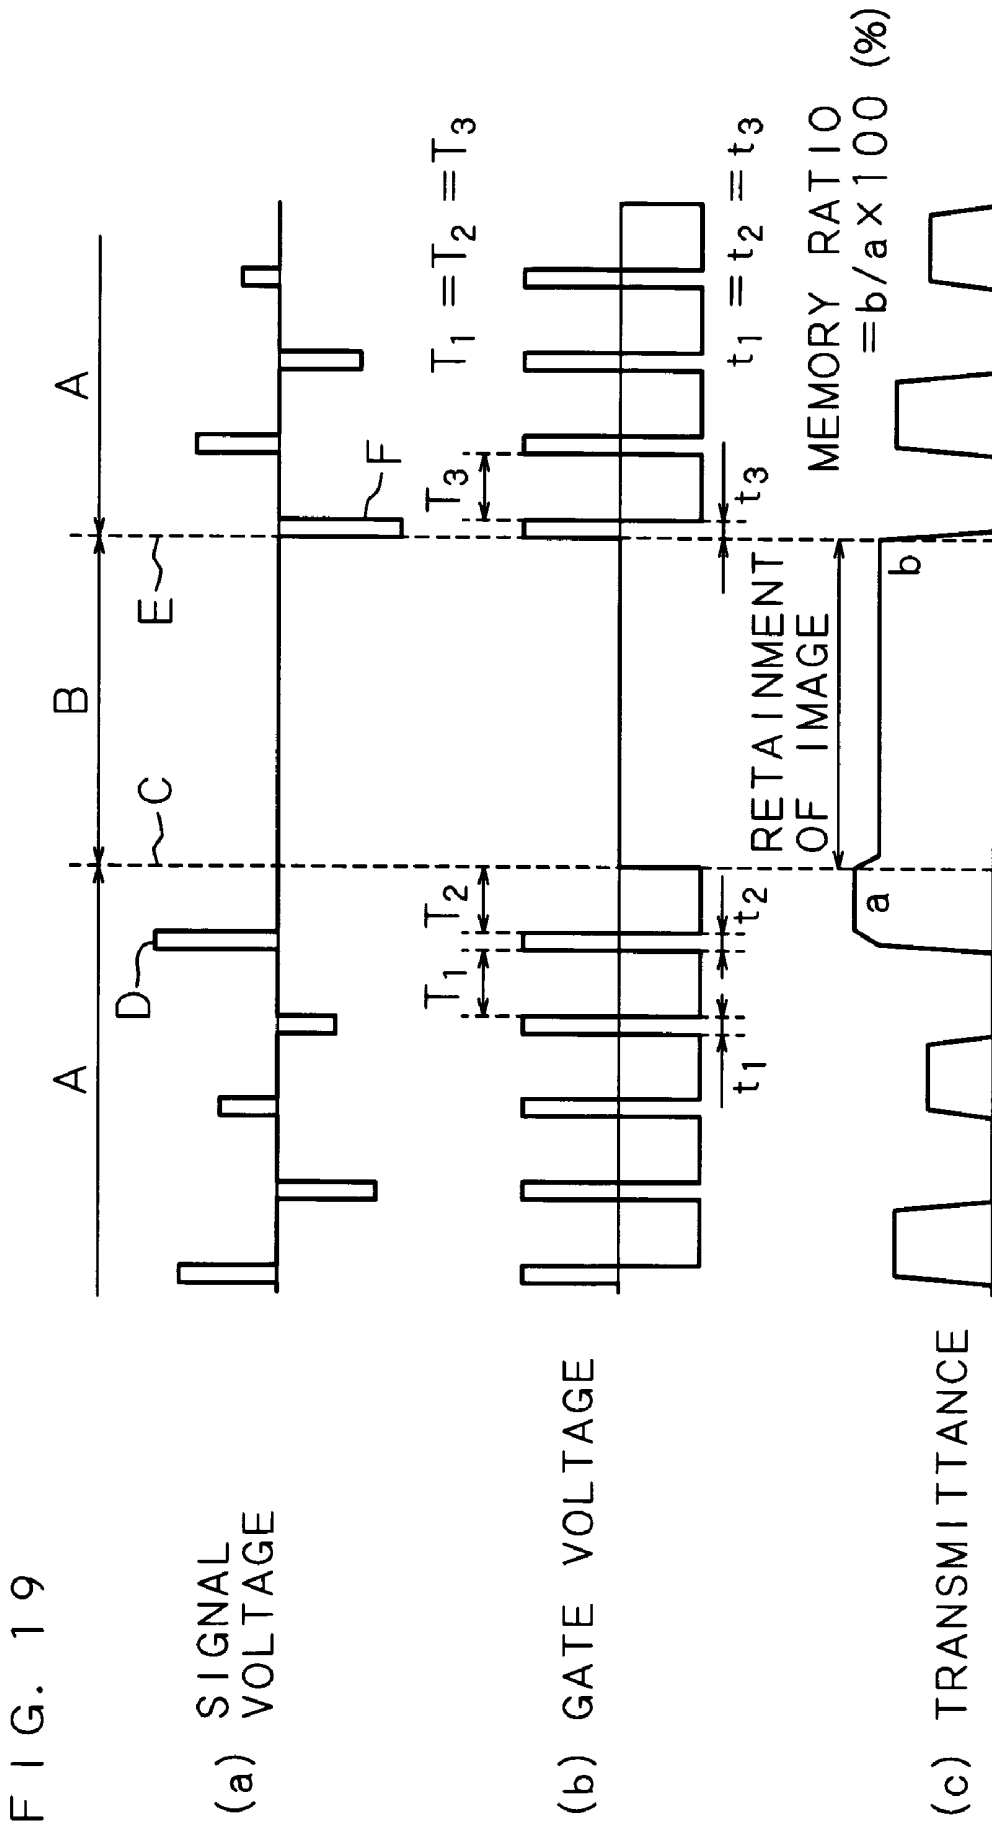 FIG. 19
A
B
A
C
E
D
F
(a) SIGNAL
VOLTAGE
T1
T2
T3
T1 = T2 = T3
(b) GATE VOLTAGE
t1
t2
t3
t1 = t2 = t3
RETAINMENT
OF IMAGE
MEMORY RATIO
=b/a×100 (%)
a
b
(c) TRANSMITTANCE